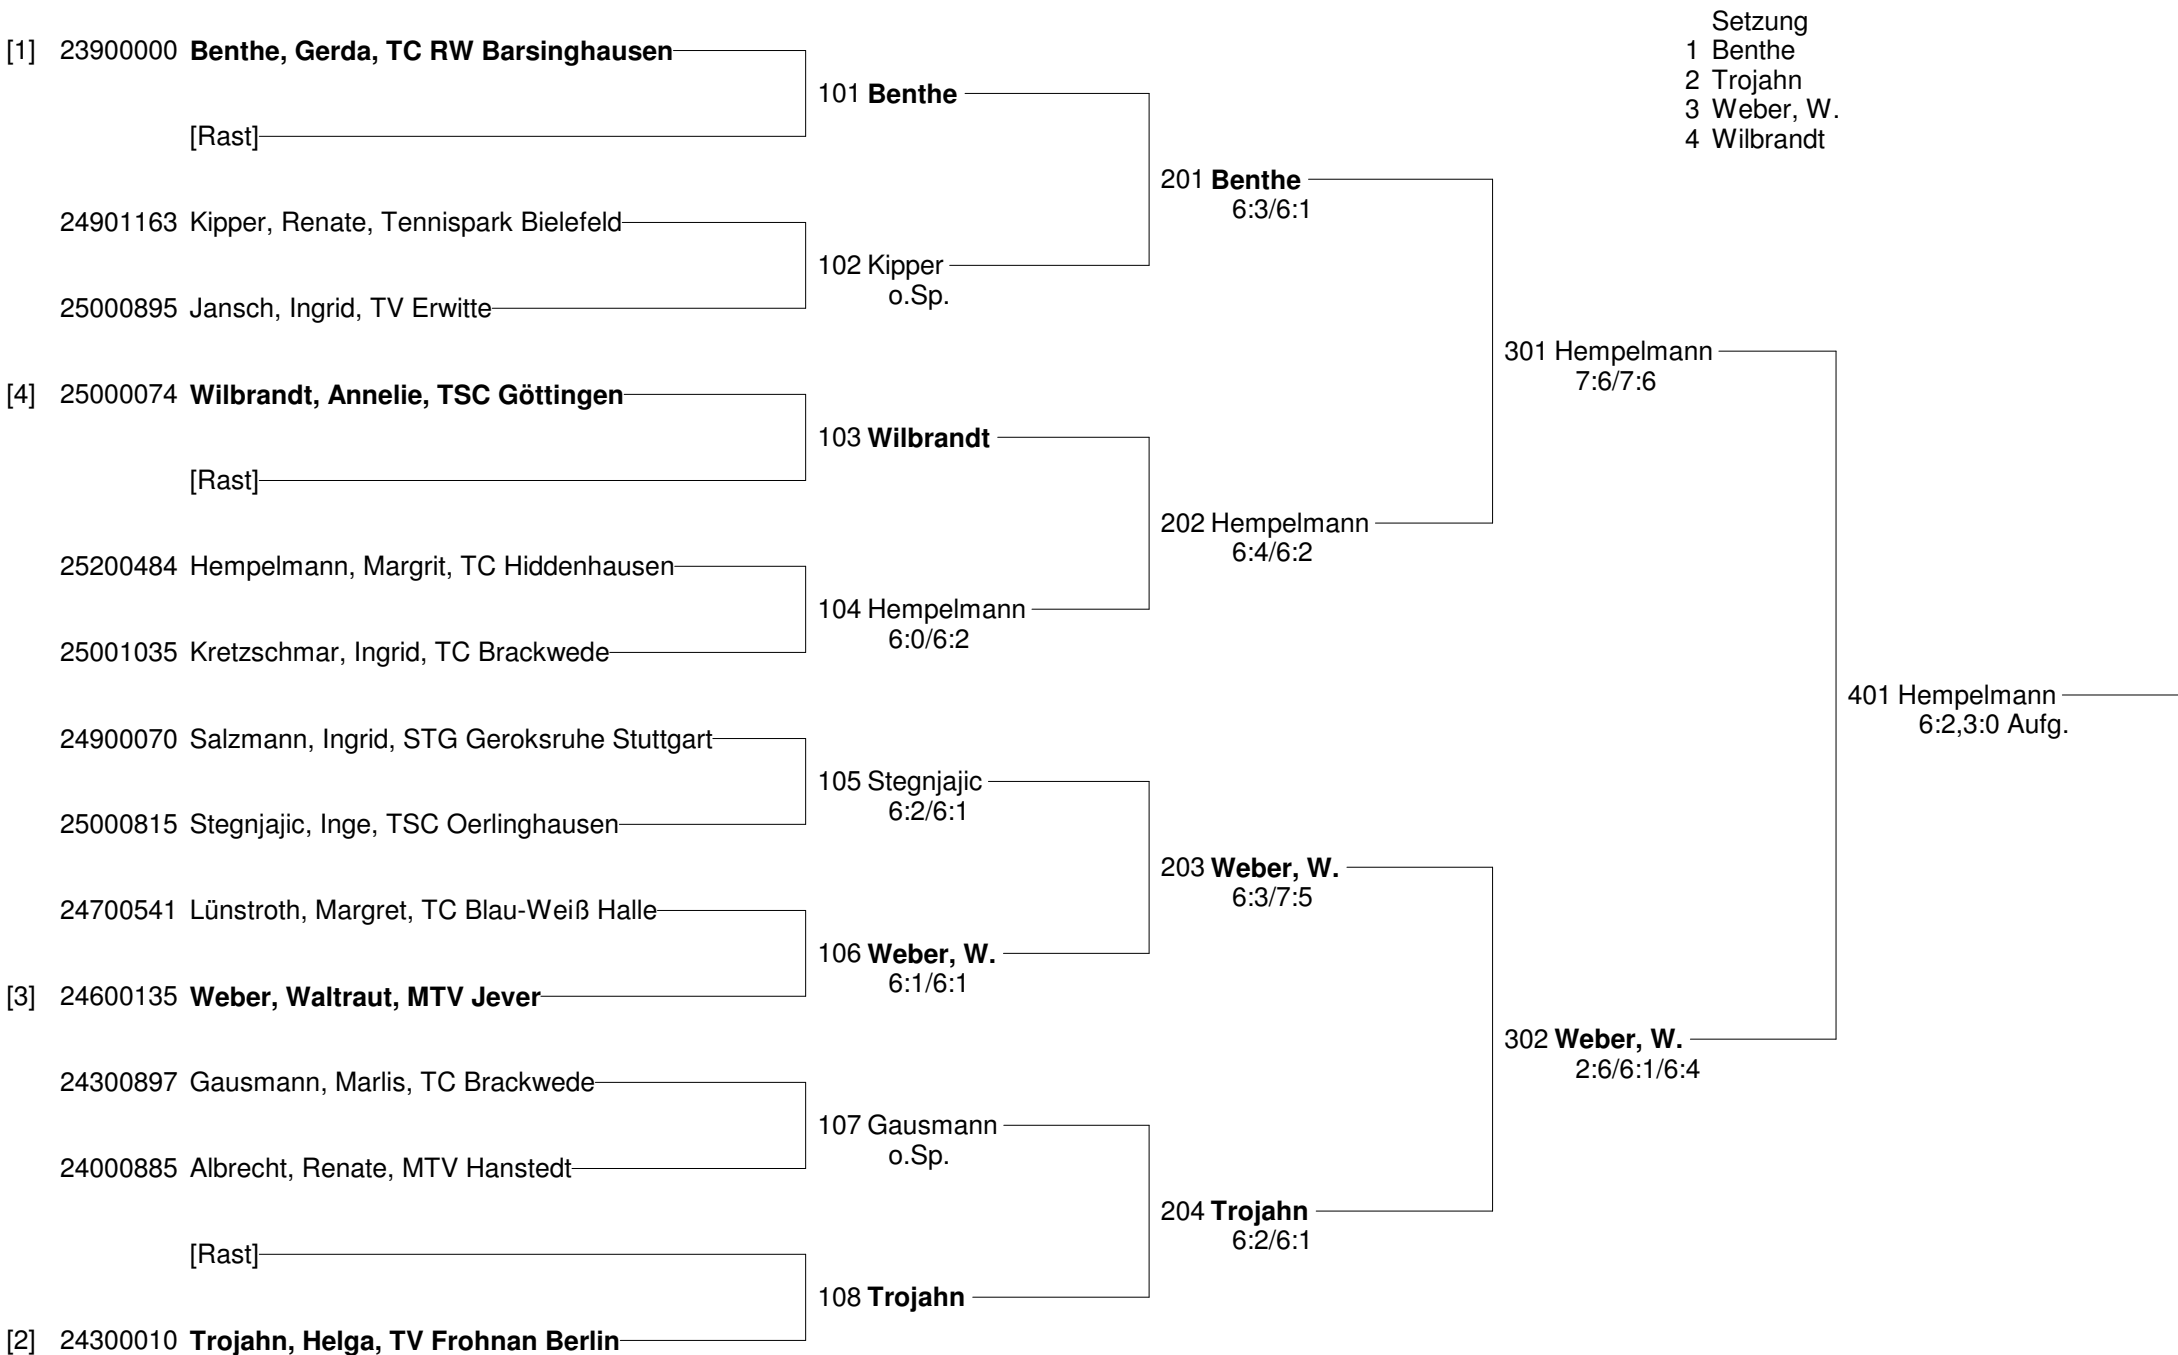 Setzung
1 Benthe
2 Trojahn
3 Weber, W.
4 Wilbrandt
[1] 23900000 Benthe, Gerda, TC RW Barsinghausen
[Rast]
24901163 Kipper, Renate, Tennispark Bielefeld
25000895 Jansch, Ingrid, TV Erwitte
[4] 25000074 Wilbrandt, Annelie, TSC Göttingen
[Rast]
25200484 Hempelmann, Margrit, TC Hiddenhausen
25001035 Kretzschmar, Ingrid, TC Brackwede
24900070 Salzmann, Ingrid, STG Geroksruhe Stuttgart
25000815 Stegnjajic, Inge, TSC Oerlinghausen
24700541 Lünstroth, Margret, TC Blau-Weiß Halle
[3] 24600135 Weber, Waltraut, MTV Jever
24300897 Gausmann, Marlis, TC Brackwede
24000885 Albrecht, Renate, MTV Hanstedt
[Rast]
[2] 24300010 Trojahn, Helga, TV Frohnan Berlin
101 Benthe
102 Kipper
o.Sp.
103 Wilbrandt
104 Hempelmann
6:0/6:2
105 Stegnjajic
6:2/6:1
106 Weber, W.
6:1/6:1
107 Gausmann
o.Sp.
108 Trojahn
201 Benthe
6:3/6:1
202 Hempelmann
6:4/6:2
203 Weber, W.
6:3/7:5
204 Trojahn
6:2/6:1
301 Hempelmann
7:6/7:6
302 Weber, W.
2:6/6:1/6:4
401 Hempelmann
6:2,3:0 Aufg.